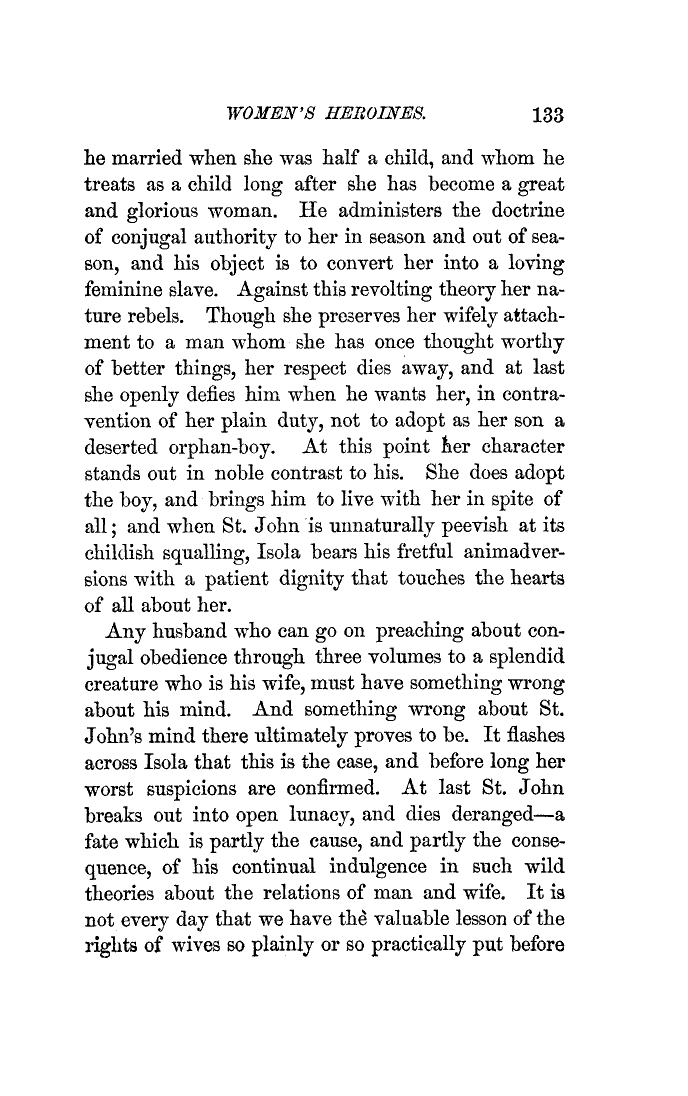 WOMEN'S HEROINES. 133
he married when she was half a child, and whom he
treats as a child long after she has become a great
and glorious woman. He administers the doctrine
of conjugal authority to her in season and out of sea-
son, and his object is to convert her into a loving
feminine slave. Against this revolting theory her na-
ture rebels. Though she preserves her wifely attach-
ment to a man whom she has once thought worthy
of better things, her respect dies away, and at last
she openly defies him when he wants her, in contra-
vention of her plain duty, not to adopt as her son a
deserted orphan-boy. At this point her character
stands out in noble contrast to his. She does adopt
the boy, and brings him to live with her in spite of
all; and when St. John is unnaturally peevish at its
childish squalling, Isola bears his fretful animadver-
sions with a patient dignity that touches the hearts
of all about her.
Any husband who can go on preaching about con-
jugal obedience through three volumes to a splendid
creature who is his wife, must have something wrong
about his mind. And something wrong about St.
John's mind there ultimately proves to be. It flashes
across Isola that this is the case, and before long her
worst suspicions are confirmed. At last St. John
breaks out into open lunacy, and dies deranged—a
fate which is partly the cause, and partly the conse-
quence, of his continual indulgence in such wild
theories about the relations of man and wife. It is
not every day that we have the valuable lesson of the
rights of wives so plainly or so practically put before